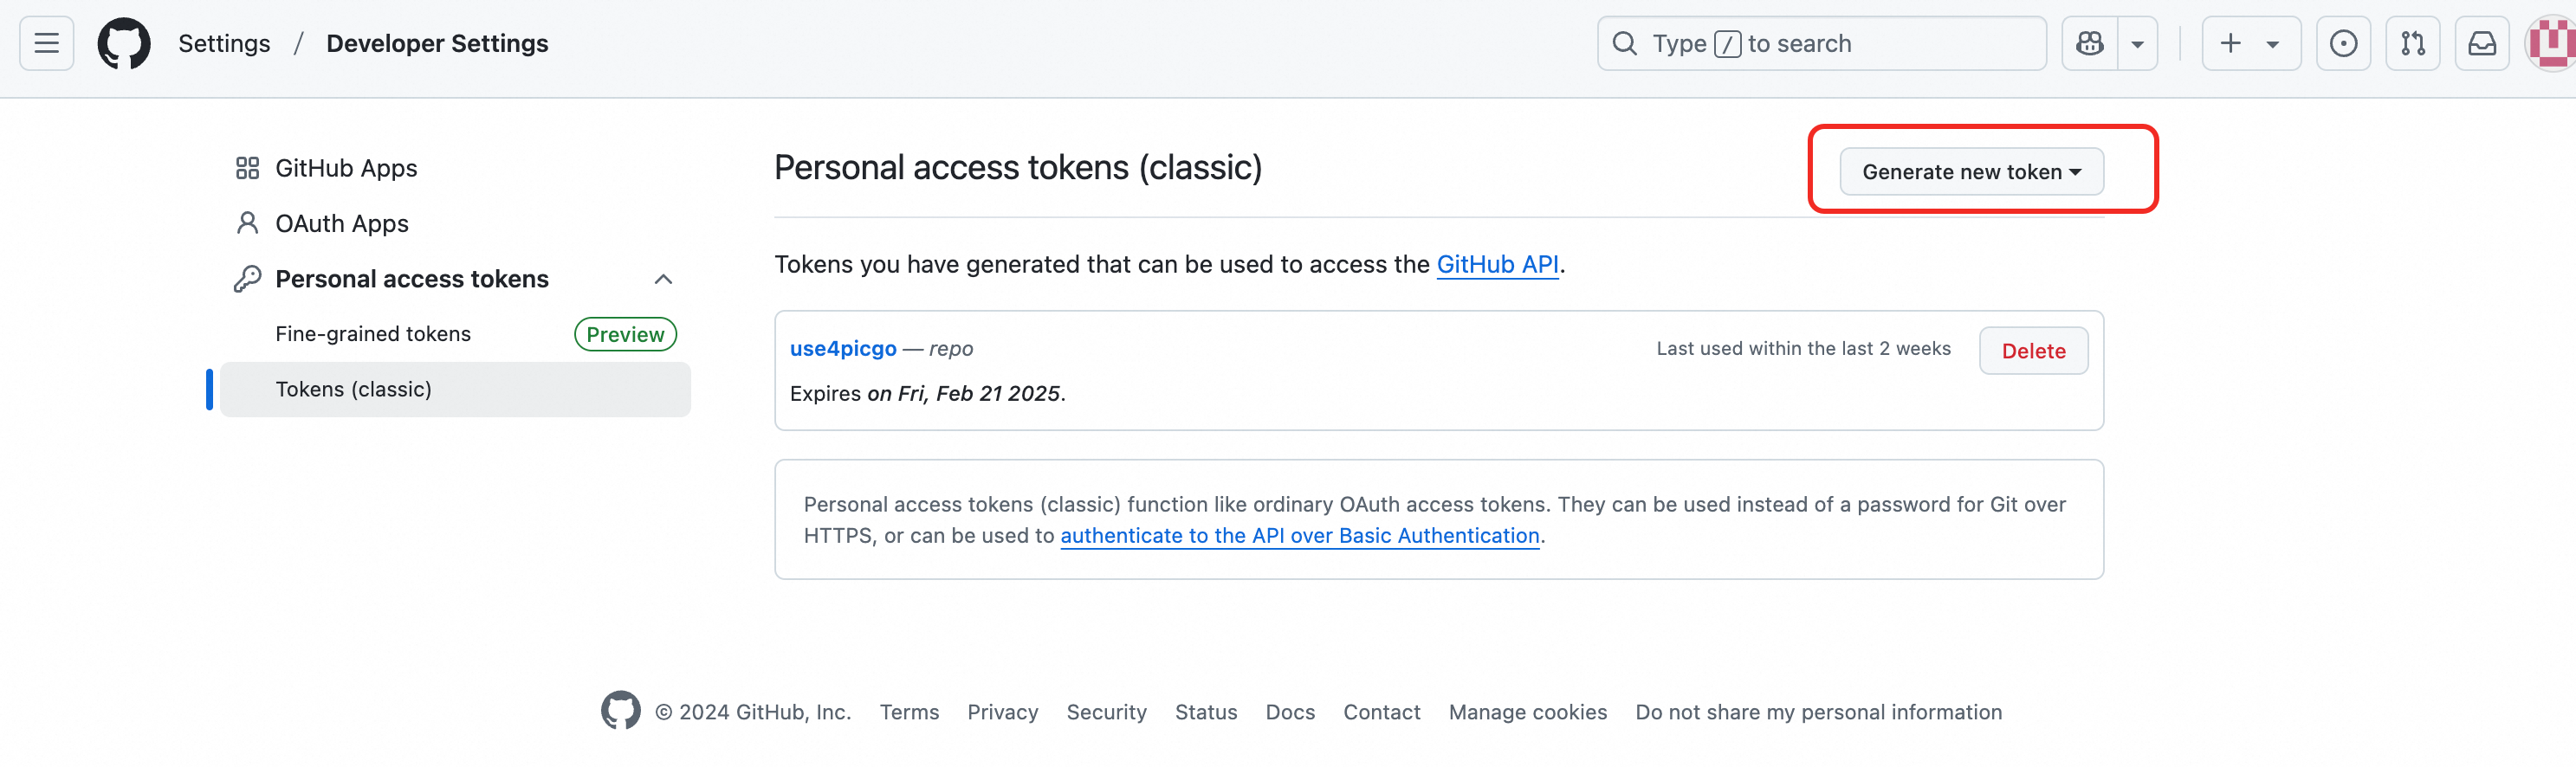 Settings / Developer Settings
Type / to search
GitHub Apps
OAuth Apps
Personal access tokens
Fine-grained tokens Preview
Tokens (classic)
Personal access tokens (classic)
Generate new token
Tokens you have generated that can be used to access the GitHub API.
use4picgo — repo
Last used within the last 2 weeks
Delete
Expires on Fri, Feb 21 2025.
Personal access tokens (classic) function like ordinary OAuth access tokens. They can be used instead of a password for Git over
HTTPS, or can be used to authenticate to the API over Basic Authentication.
© 2024 GitHub, Inc. Terms Privacy Security Status Docs Contact Manage cookies Do not share my personal information